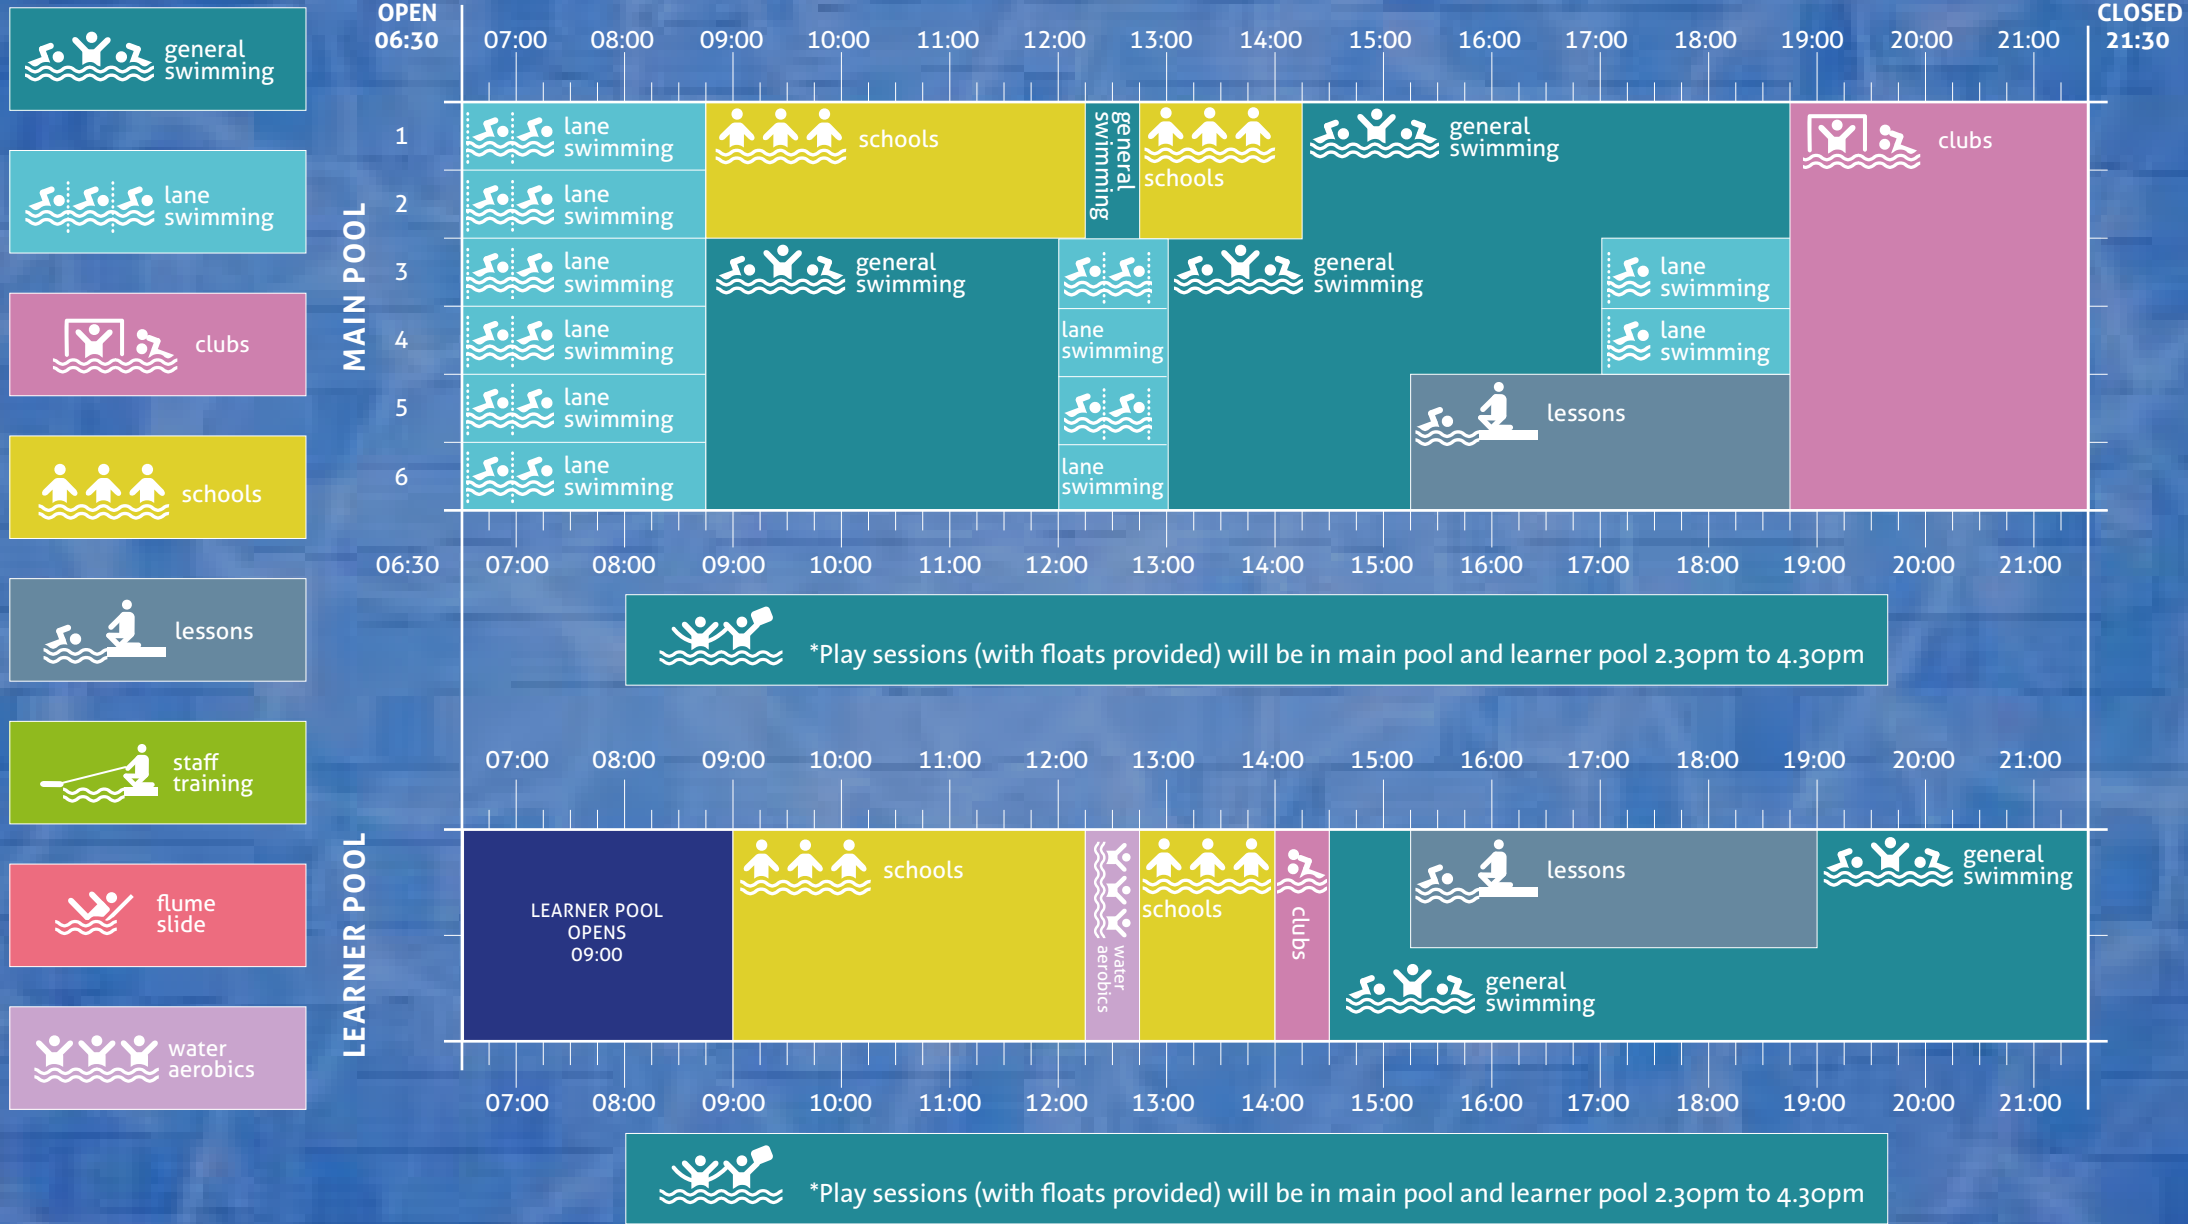 general
swimming
lane
swimming
clubs
schools
lessons
staff
training
flume
slide
water
aerobics
OPEN
06:30
07:00 08:00 09:00 10:00 11:00 12:00 13:00 14:00 15:00 16:00 17:00 18:00 19:00 20:00 21:00
CLOSED
21:30
MAIN POOL
1
2
3
4
5
6
lane
swimming
lane
swimming
lane
swimming
lane
swimming
lane
swimming
lane
swimming
schools
general
swimming
schools
general
swimming
clubs
general
swimming
lane
swimming
lane
swimming
general
swimming
lane
swimming
lane
swimming
lessons
06:30 07:00 08:00 09:00 10:00 11:00 12:00 13:00 14:00 15:00 16:00 17:00 18:00 19:00 20:00 21:00
*Play sessions (with floats provided) will be in main pool and learner pool 2.30pm to 4.30pm
07:00 08:00 09:00 10:00 11:00 12:00 13:00 14:00 15:00 16:00 17:00 18:00 19:00 20:00 21:00
LEARNER POOL
LEARNER POOL
OPENS
09:00
schools
water
aerobics
schools
clubs
lessons
general
swimming
general
swimming
07:00 08:00 09:00 10:00 11:00 12:00 13:00 14:00 15:00 16:00 17:00 18:00 19:00 20:00 21:00
*Play sessions (with floats provided) will be in main pool and learner pool 2.30pm to 4.30pm